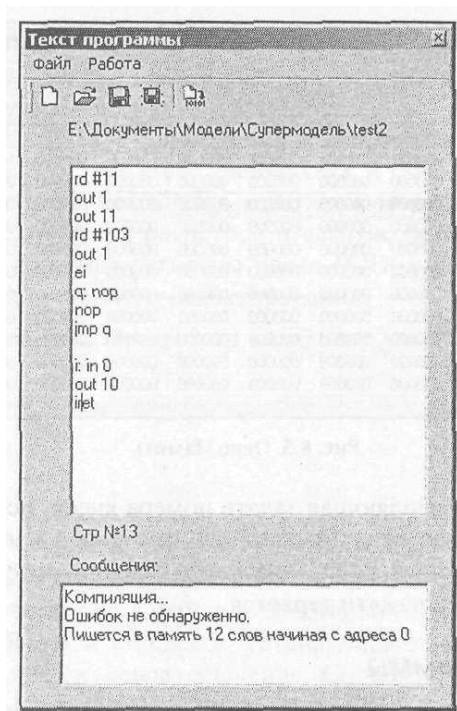 Текст программы
Файл Работа
E:\Документы\Модели\Супермодель\test2
rd #11
out 1
out 11
rd #103
out 1
ei
q: nop
nop
jmp q
i: in 0
out 10
iret
Стр №13
Сообщения:
Компиляция...
Ошибок не обнаруженно.
Пишется в память 12 слов начиная с адреса 0